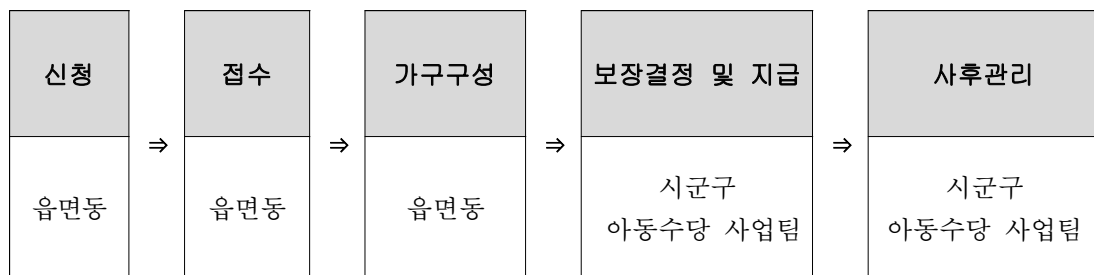 신청
접수
가구구성
보장결정 및 지급
사후관리
⇒ ⇒ ⇒ ⇒
읍면동
읍면동
읍면동
시군구
아동수당 사업팀
시군구
아동수당 사업팀